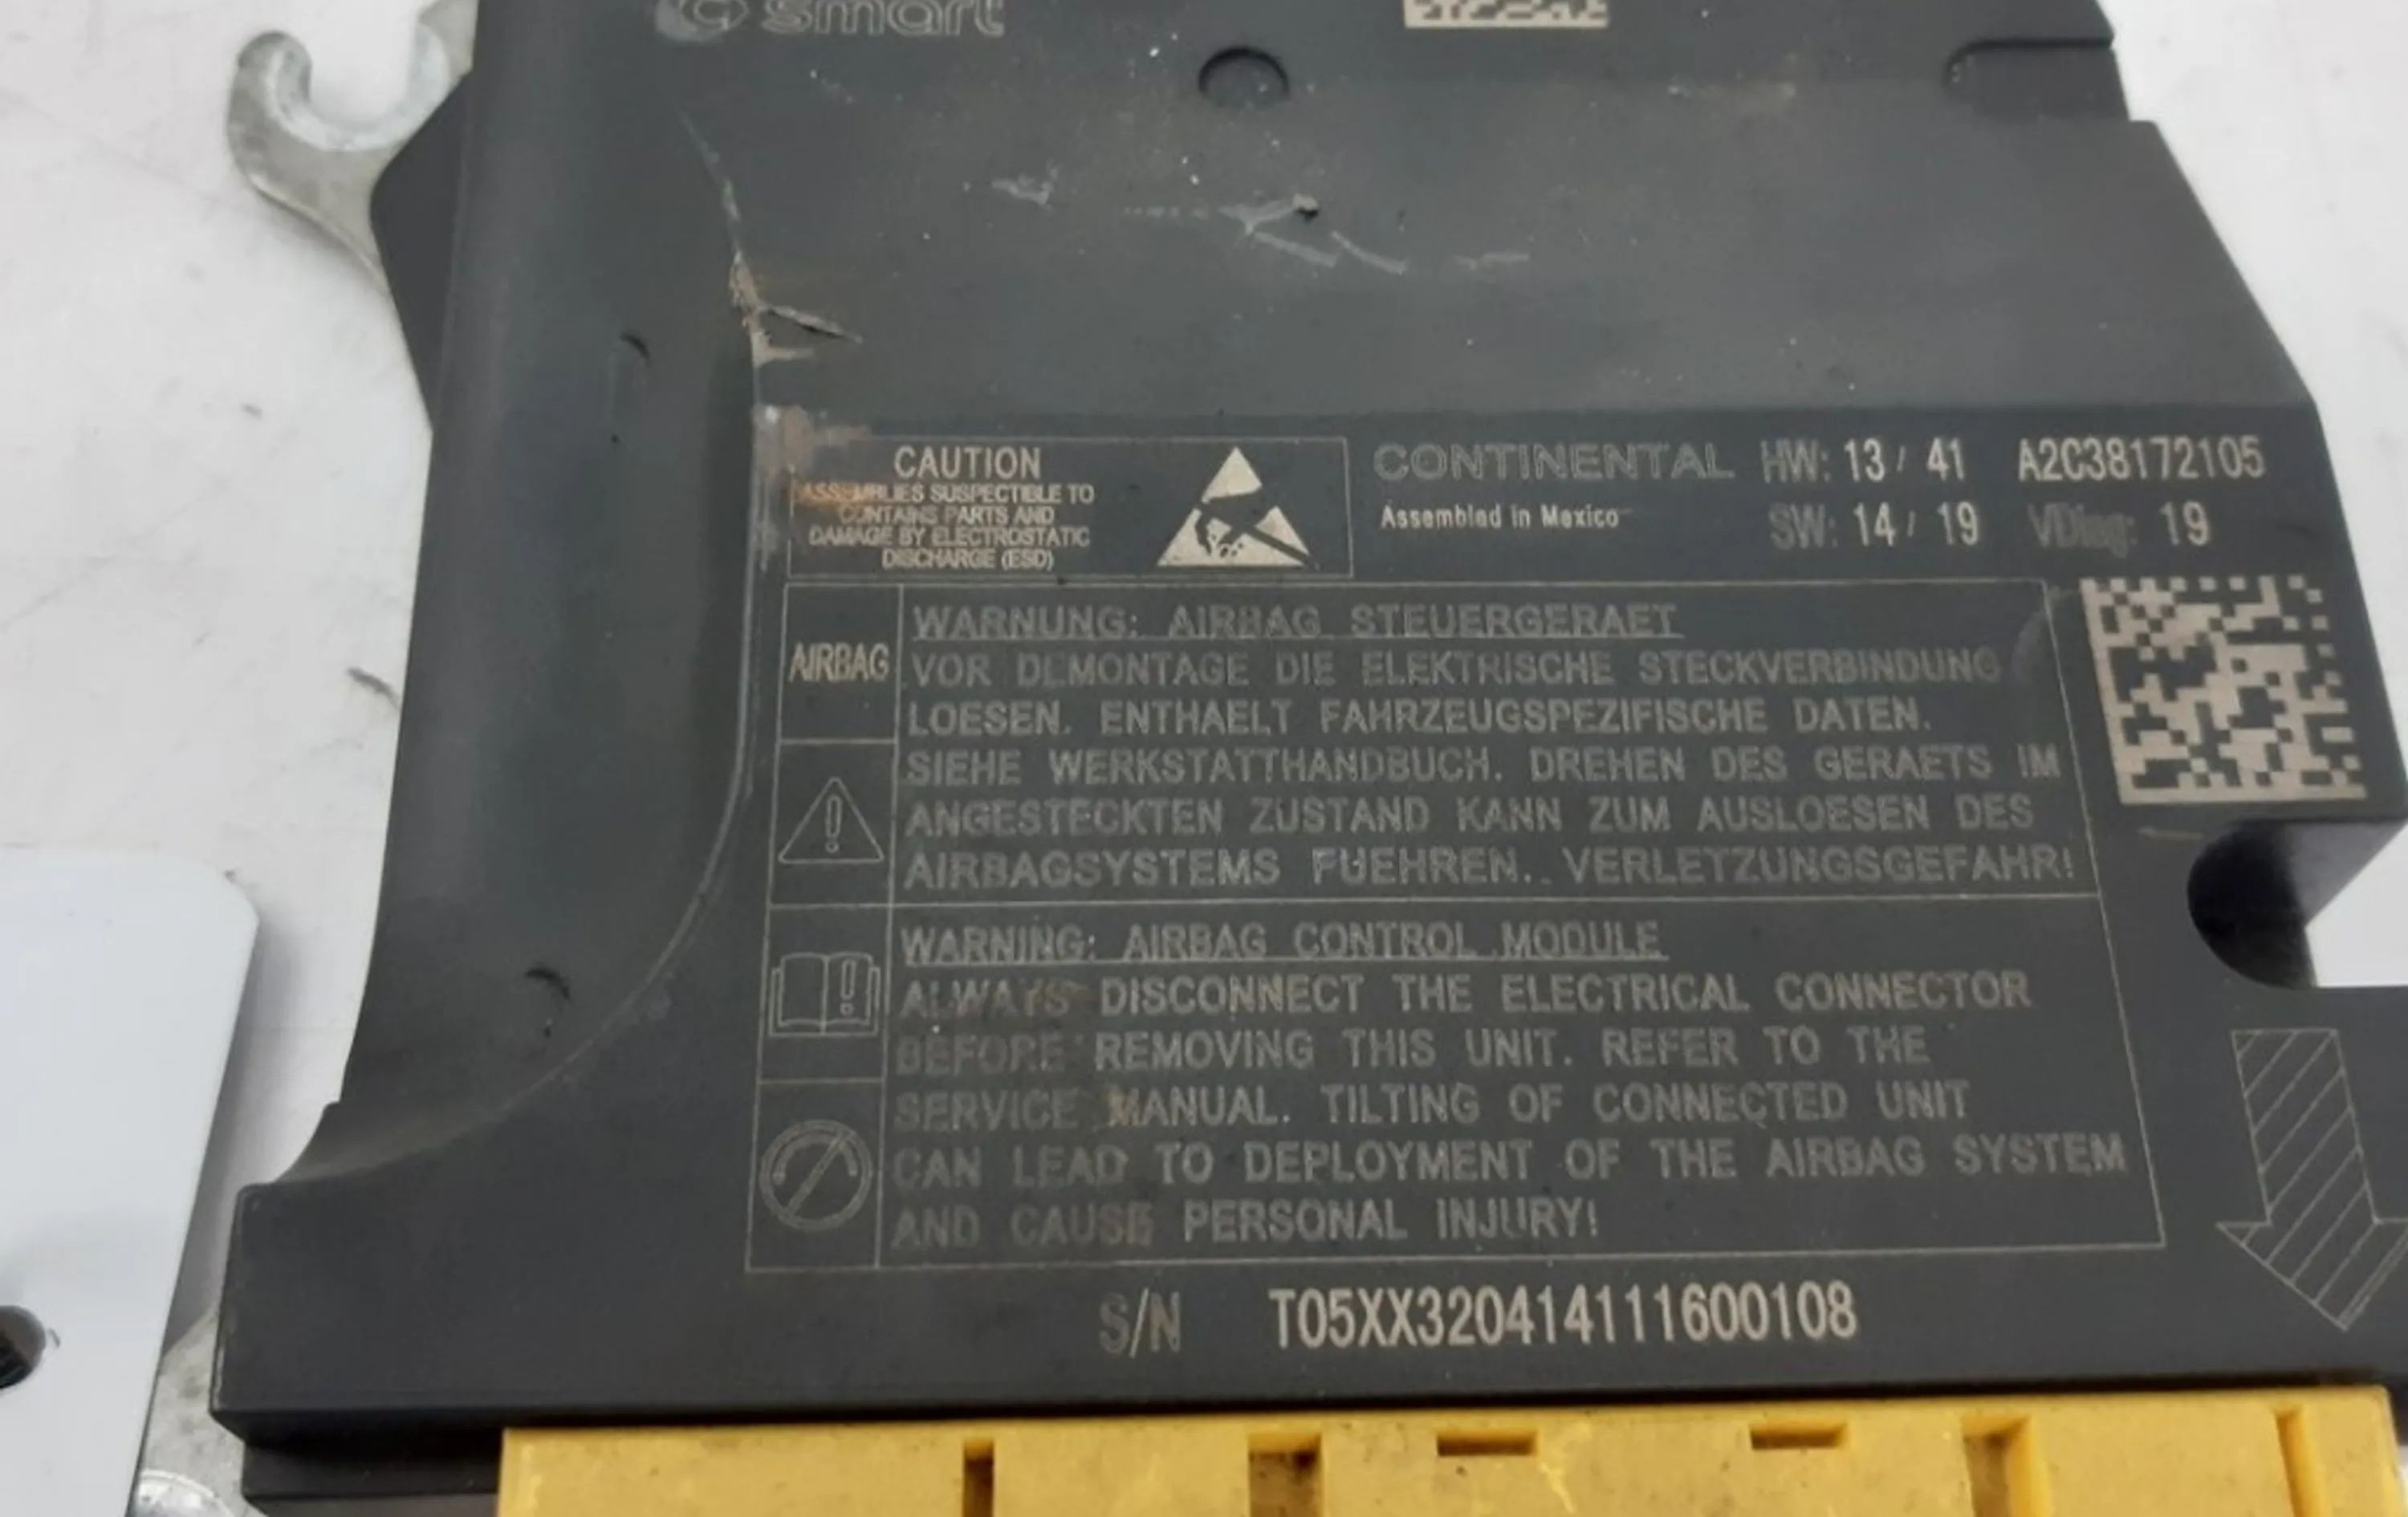 smart
CAUTION
ASSEMBLIES SUSPECTIBLE TO
CONTAINS PARTS AND
DAMAGE BY ELECTROSTATIC
DISCHARGE (ESD)
CONTINENTAL HW: 13 / 41 A2C38172105
Assembled in Mexico SW: 14 / 19 VDiag: 19
AIRBAG
WARNUNG: AIRBAG STEUERGERAET
VOR DEMONTAGE DIE ELEKTRISCHE STECKVERBINDUNG
LOESEN. ENTHAELT FAHRZEUGSPEZIFISCHE DATEN.
SIEHE WERKSTATTHANDBUCH. DREHEN DES GERAETS IM
ANGESTECKTEN ZUSTAND KANN ZUM AUSLOESEN DES
AIRBAGSYSTEMS FUEHREN. VERLETZUNGSGEFAHR!
WARNING: AIRBAG CONTROL MODULE
ALWAYS DISCONNECT THE ELECTRICAL CONNECTOR
BEFORE REMOVING THIS UNIT. REFER TO THE
SERVICE MANUAL. TILTING OF CONNECTED UNIT
CAN LEAD TO DEPLOYMENT OF THE AIRBAG SYSTEM
AND CAUSE PERSONAL INJURY!
S/N T05XX320414111600108